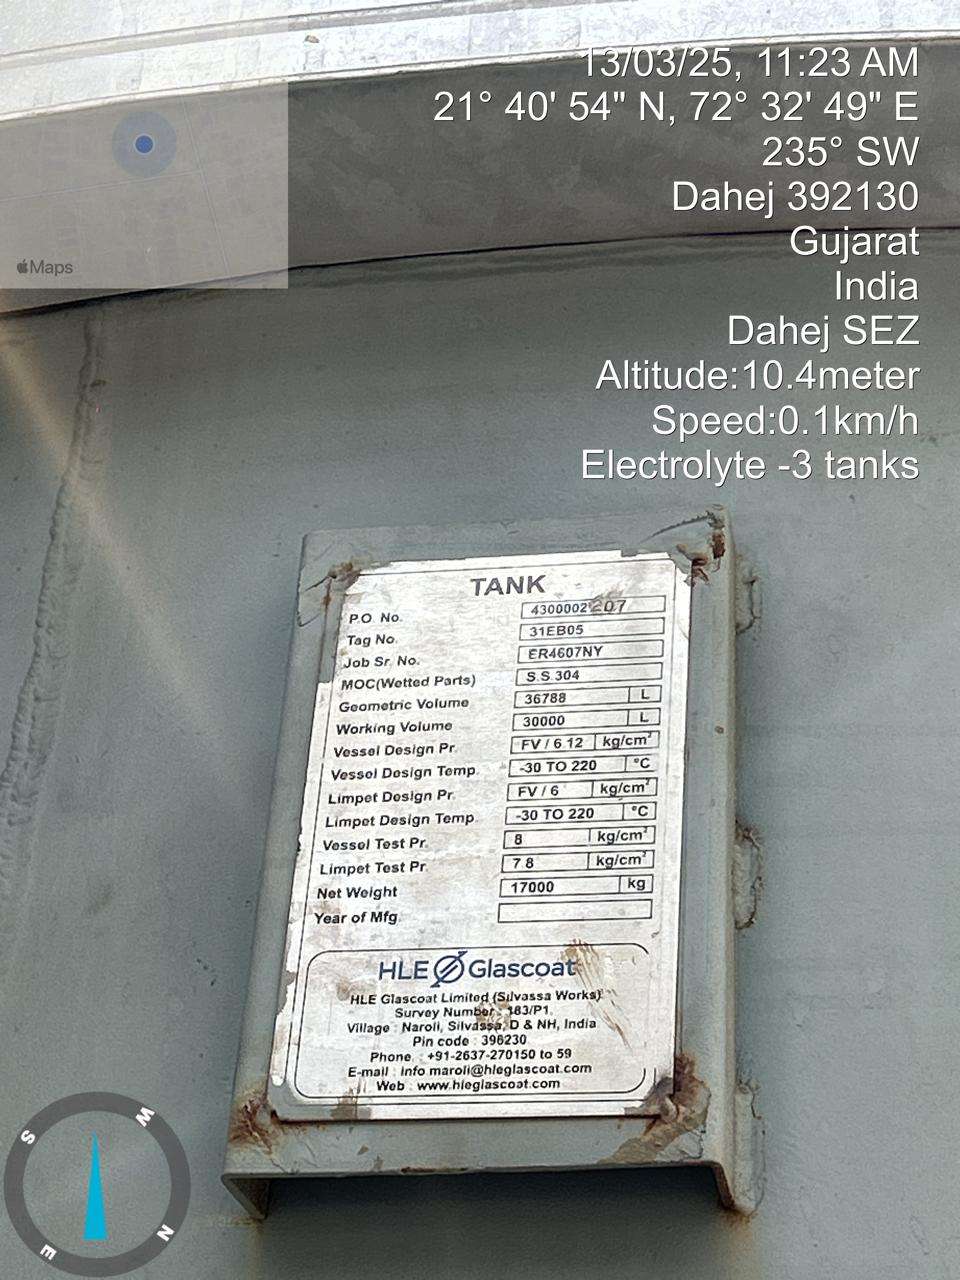 13/03/25, 11:23 AM
21° 40' 54" N, 72° 32' 49" E
235° SW
Dahej 392130
Gujarat
India
Dahej SEZ
Altitude:10.4meter
Speed:0.1km/h
Electrolyte -3 tanks
Maps
TANK
P.O. No. 4300002207
Tag No. 31EB05
Job Sr. No. ER4607NY
MOC(Wetted Parts) S.S.304
Geometric Volume 36788 L
Working Volume 30000 L
Vessel Design Pr. FV / 6.12 kg/cm²
Vessel Design Temp. -30 TO 220 °C
Limpet Design Pr. FV / 6 kg/cm²
Limpet Design Temp. -30 TO 220 °C
Vessel Test Pr. 8 kg/cm²
Limpet Test Pr. 7.8 kg/cm²
Net Weight 17000 kg
Year of Mfg.
HLE Glascoat
HLE Glascoat Limited (Silvassa Works)
Survey Number : 183/P1,
Village : Naroli, Silvassa, D & NH, India
Pin code : 396230
Phone : +91-2637-270150 to 59
E-mail : info.maroli@hleglascoat.com
Web : www.hleglascoat.com
S
W
E
N